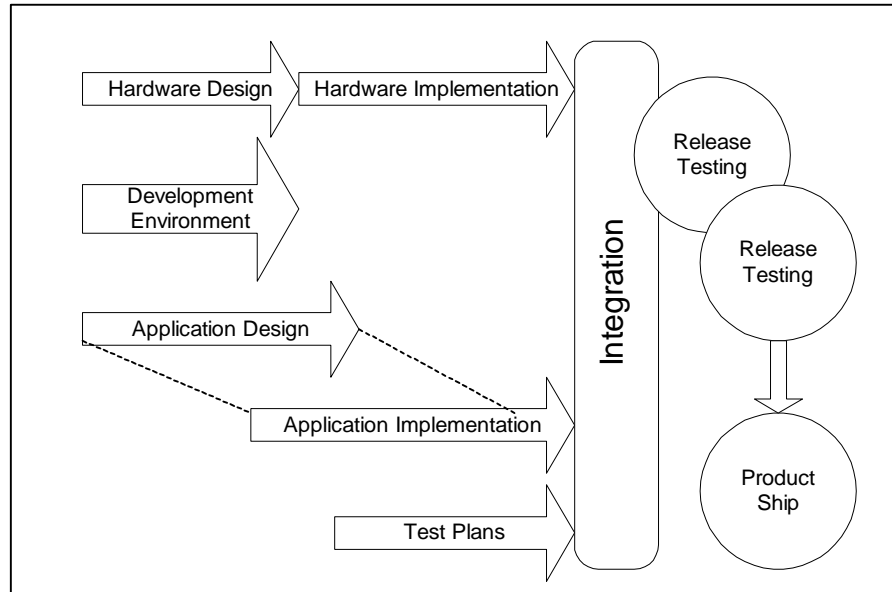 Hardware Design
Hardware Implementation
Development
Environment
Application Design
Application Implementation
Test Plans
Integration
Release
Testing
Release
Testing
Product
Ship